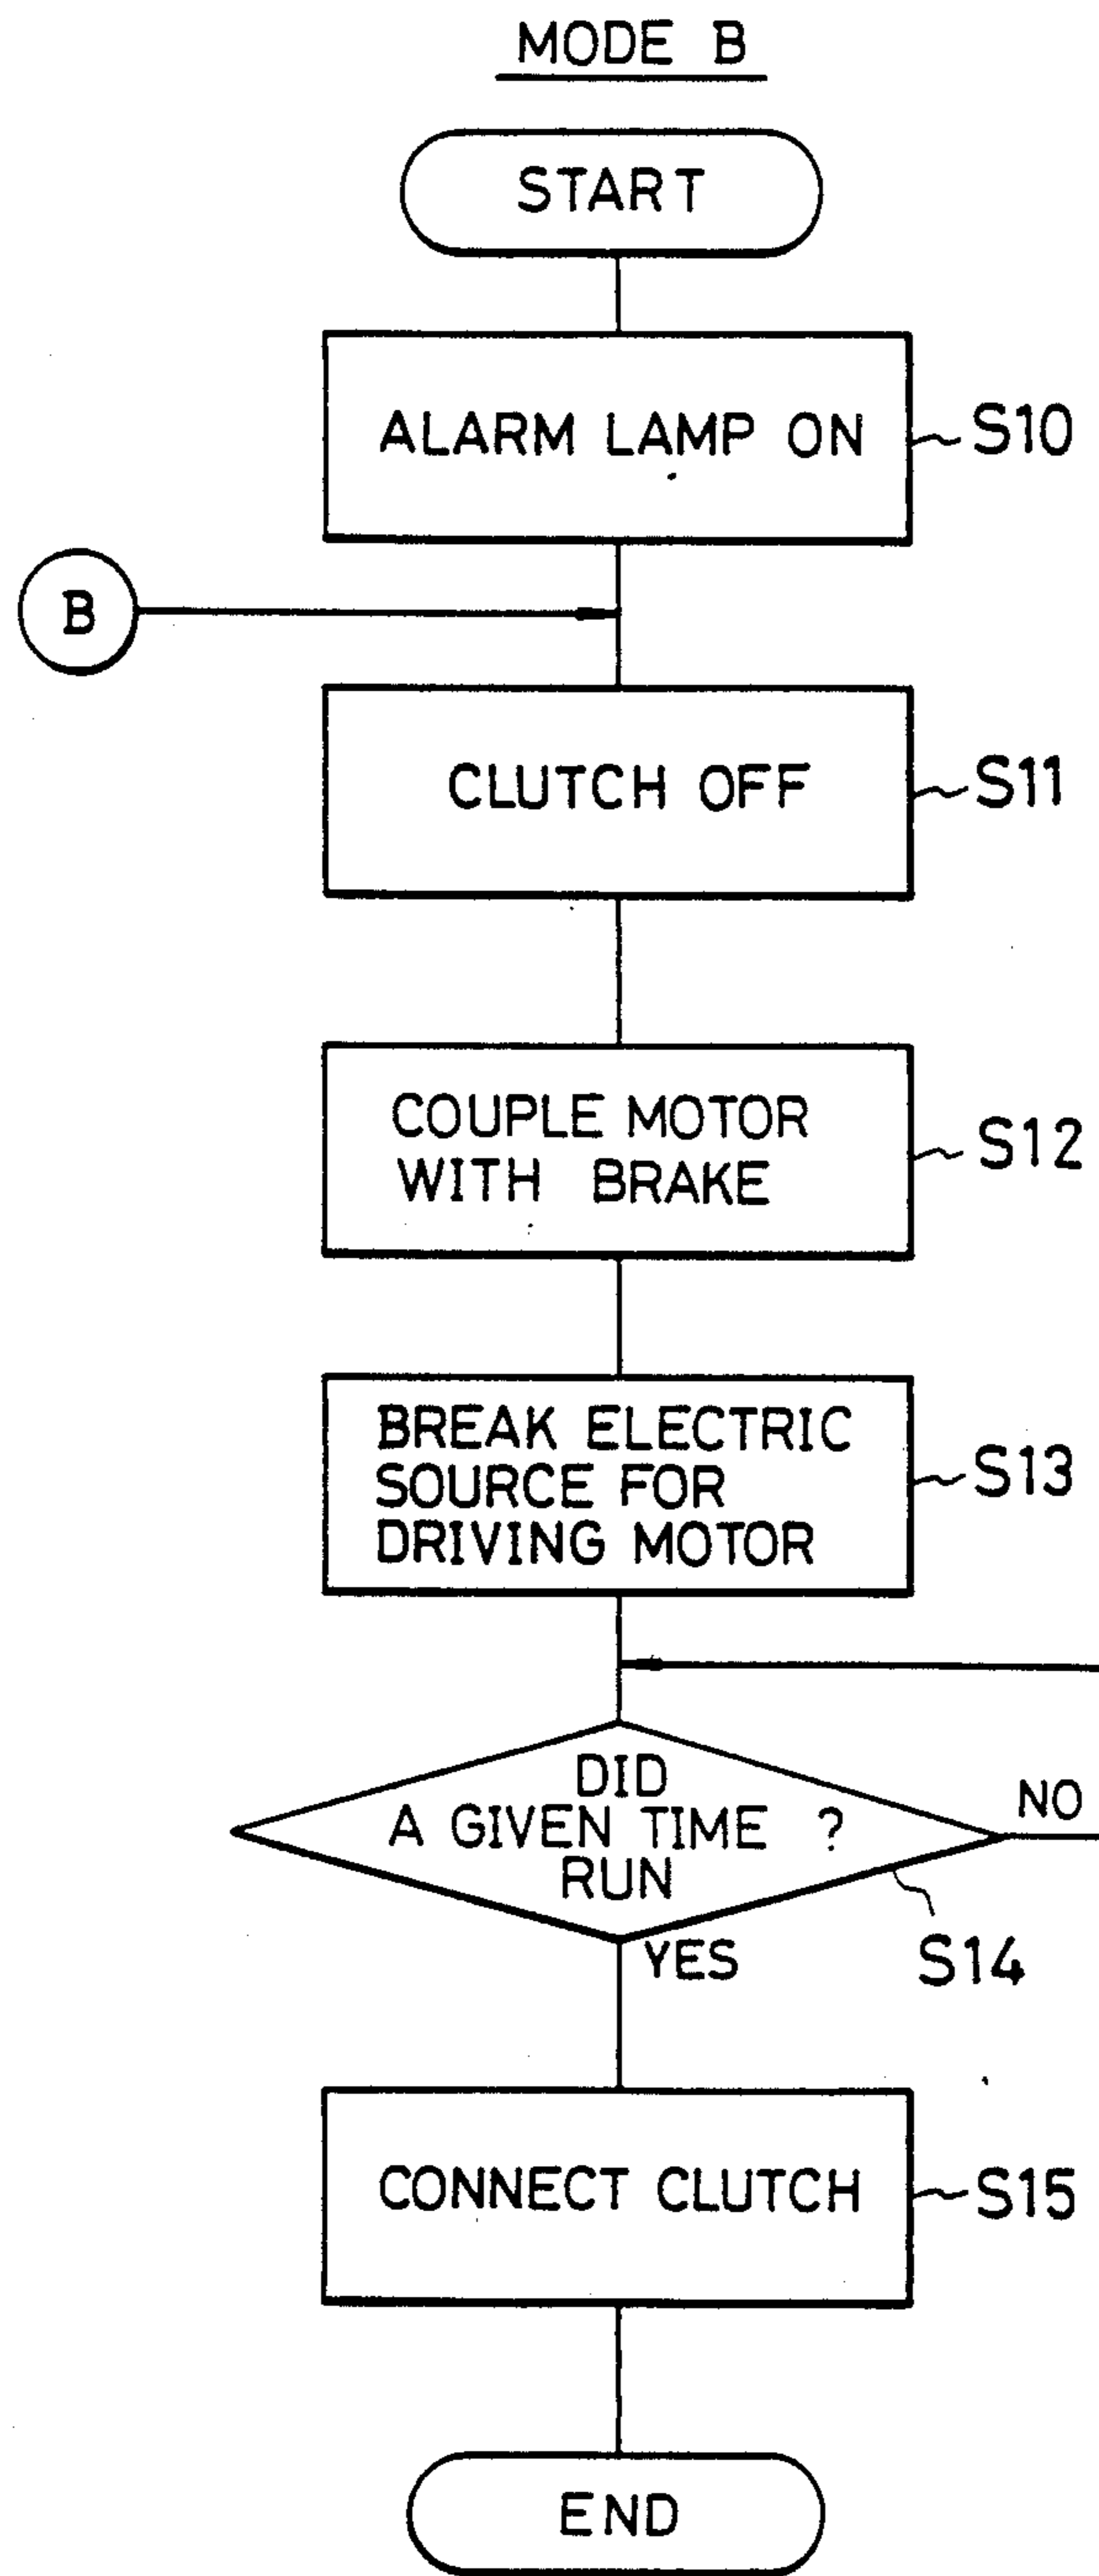 MODE B
START
ALARM LAMP ON
S10
B
CLUTCH OFF
S11
COUPLE MOTOR
WITH BRAKE
S12
BREAK ELECTRIC
SOURCE FOR
DRIVING MOTOR
S13
DID
A GIVEN TIME ?
RUN
NO
YES
S14
CONNECT CLUTCH
S15
END